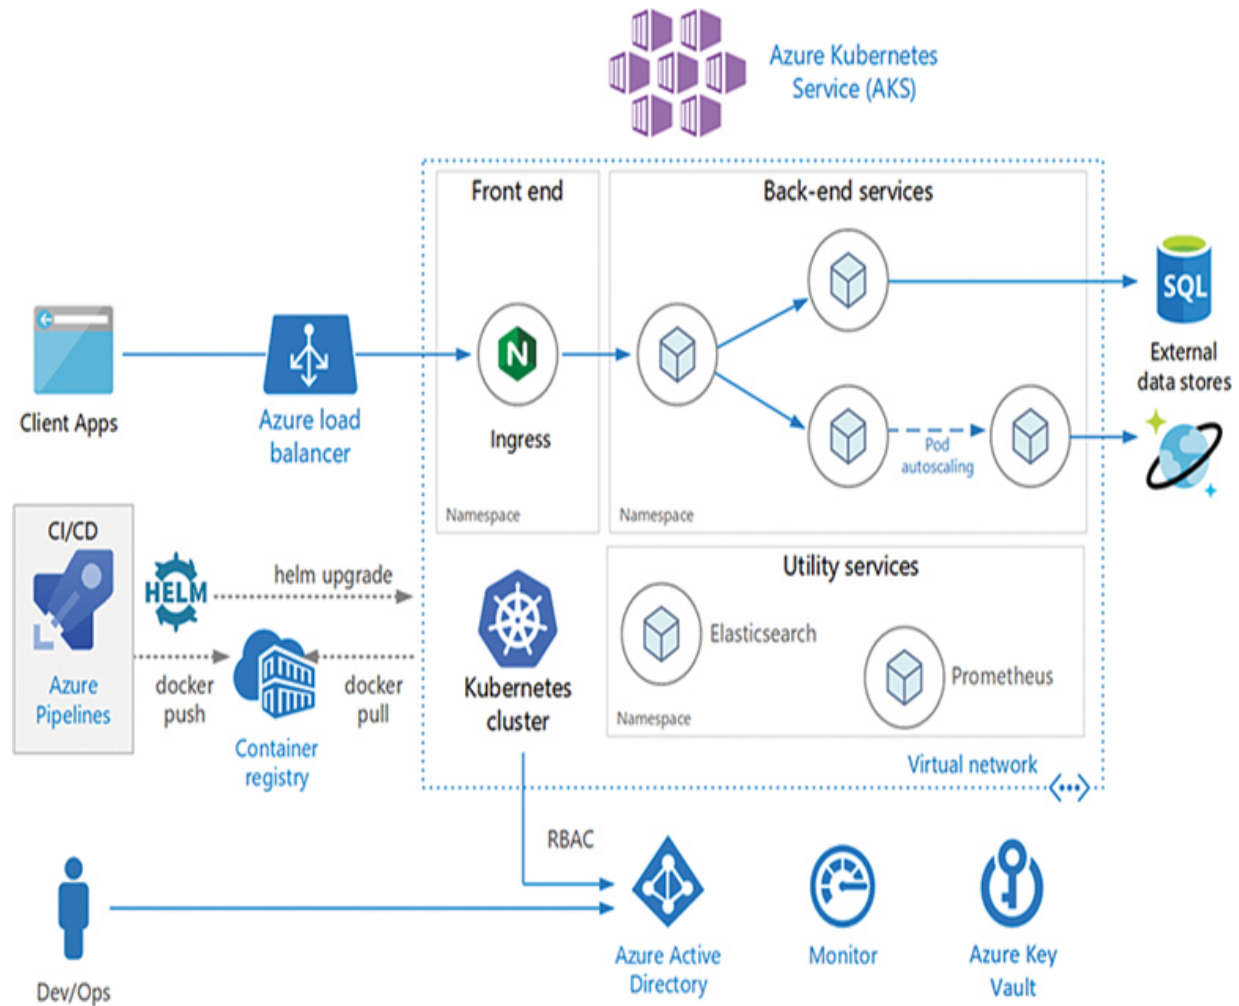 Azure Kubernetes
Service (AKS)
Front end
Back-end services
SQL
External
data stores
Client Apps
Azure load
balancer
N
Ingress
Pod
autoscaling
Namespace
Namespace
CI/CD
HELM
helm upgrade
Azure
Pipelines
docker
push
docker
pull
Container
registry
Kubernetes
cluster
Utility services
Elasticsearch
Prometheus
Namespace
Virtual network
RBAC
Dev/Ops
Azure Active
Directory
Monitor
Azure Key
Vault